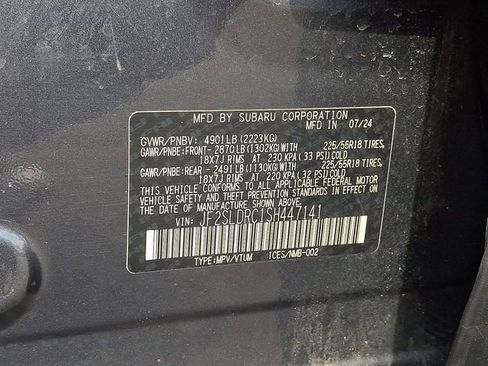 MFD BY SUBARU CORPORATION
MFD IN 07/24
GVWR/PNBV: 4901LB (2223KG)
GAWR/PNBE:FRONT- 2870LB (1302KG) WITH 225/55R18 TIRES
18X7J RIMS AT 230 KPA (33 PSI) COLD
GAWR/PNBE:REAR - 2491LB (1130KG) WITH 225/55R18 TIRES
18X7J RIMS AT 220 KPA (32 PSI) COLD
THIS VEHICLE CONFORMS TO ALL APPLICABLE FEDERAL MOTOR
VEHICLE SAFETY AND THEFT PREVENTION STANDARDS IN EFFECT ON
THE DATE OF MANUFACTURE SHOWN ABOVE.
VIN: JF2SLDRC1SH447141
TYPE:MPV/VTUM ICES/NMB-002